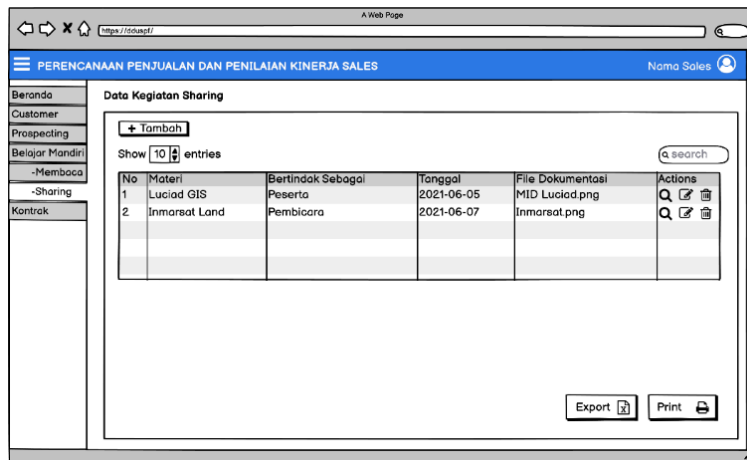 A Web Page
https://dduspf/
PERENCANAAN PENJUALAN DAN PENILAIAN KINERJA SALES
Nama Sales
Beranda
Customer
Prospecting
Belajar Mandiri
-Membaca
-Sharing
Kontrak
Data Kegiatan Sharing
+ Tambah
Show 10 entries
search
No Materi Bertindak Sebagai Tanggal File Dokumentasi Actions
1 Luciad GIS Peserta 2021-06-05 MID Luciad.png
2 Inmarsat Land Pembicara 2021-06-07 Inmarsat.png
Export
Print